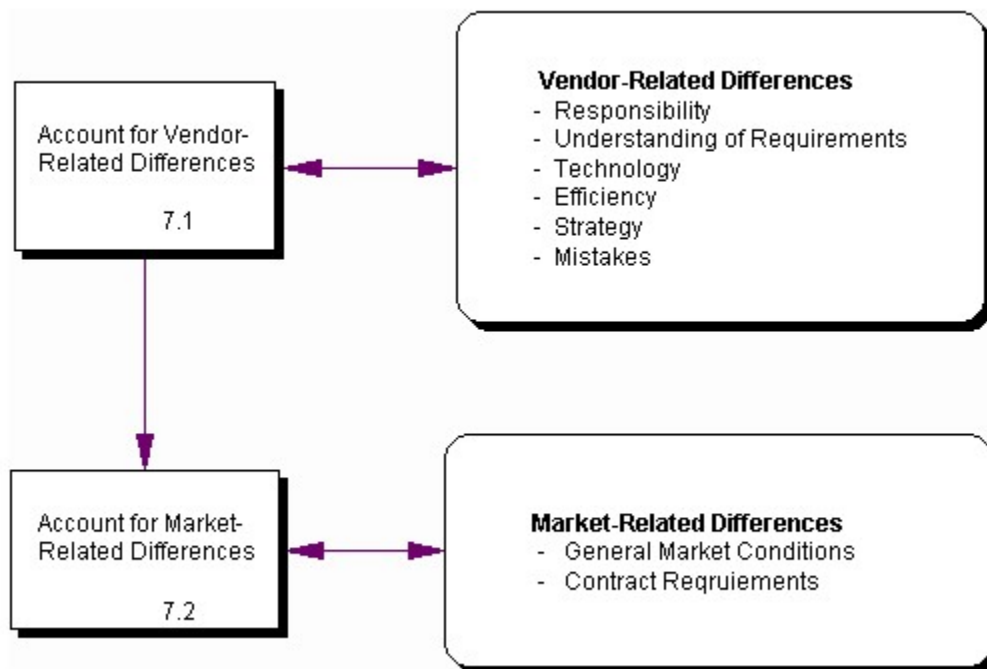 Account for Vendor-
Related Differences
7.1
Vendor-Related Differences
- Responsibility
- Understanding of Requirements
- Technology
- Efficiency
- Strategy
- Mistakes
Account for Market-
Related Differences
7.2
Market-Related Differences
- General Market Conditions
- Contract Reqruiements